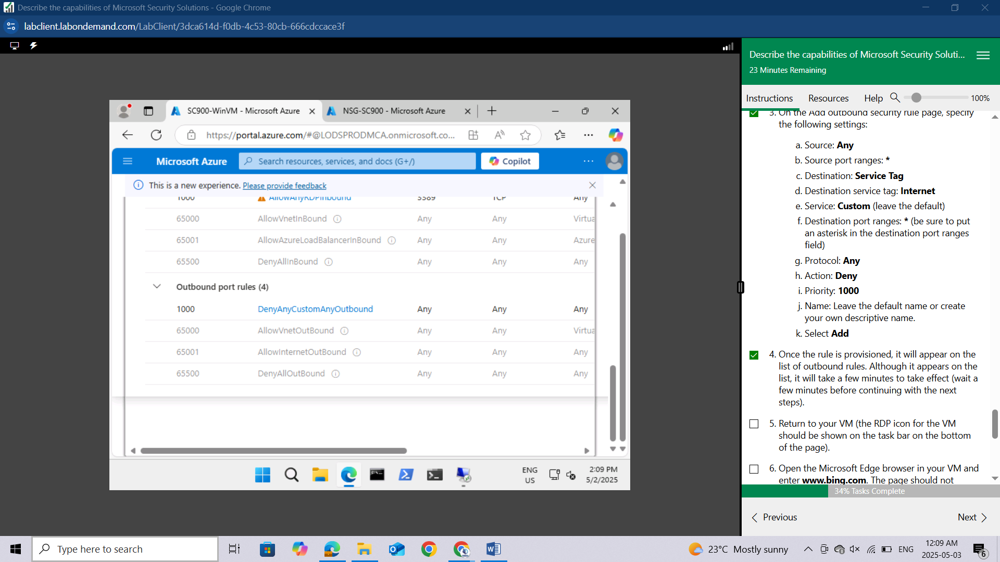 Describe the capabilities of Microsoft Security Solutions - Google Chrome
labclient.labondemand.com/LabClient/3dca614d-f0db-4c53-80cb-666cdccace3f
SC900-WinVM - Microsoft Azure
NSG-SC900 - Microsoft Azure
https://portal.azure.com/#@LODSPRODMCA.onmicrosoft.co...
Microsoft Azure
Search resources, services, and docs (G+/)
Copilot
This is a new experience. Please provide feedback
1000 AllowAnyRDPInbound 3389 TCP Any
65000 AllowVnetInBound Any Any Virtua
65001 AllowAzureLoadBalancerInBound Any Any Azure
65500 DenyAllInBound Any Any Any
Outbound port rules (4)
1000 DenyAnyCustomAnyOutbound Any Any Any
65000 AllowVnetOutBound Any Any Virtua
65001 AllowInternetOutBound Any Any Any
65500 DenyAllOutBound Any Any Any
ENG
US
2:09 PM
5/2/2025
Describe the capabilities of Microsoft Security Soluti...
23 Minutes Remaining
Instructions Resources Help 100%
3. On the Add outbound security rule page, specify
the following settings:
a. Source: Any
b. Source port ranges: *
c. Destination: Service Tag
d. Destination service tag: Internet
e. Service: Custom (leave the default)
f. Destination port ranges: * (be sure to put
an asterisk in the destination port ranges
field)
g. Protocol: Any
h. Action: Deny
i. Priority: 1000
j. Name: Leave the default name or create
your own descriptive name.
k. Select Add
4. Once the rule is provisioned, it will appear on the
list of outbound rules. Although it appears on the
list, it will take a few minutes to take effect (wait a
few minutes before continuing with the next
steps).
5. Return to your VM (the RDP icon for the VM
should be shown on the task bar on the bottom
of the page).
6. Open the Microsoft Edge browser in your VM and
enter www.bing.com. The page should not
34% Tasks Complete
Previous
Next
Type here to search
23°C Mostly sunny
ENG
12:09 AM
2025-05-03
6